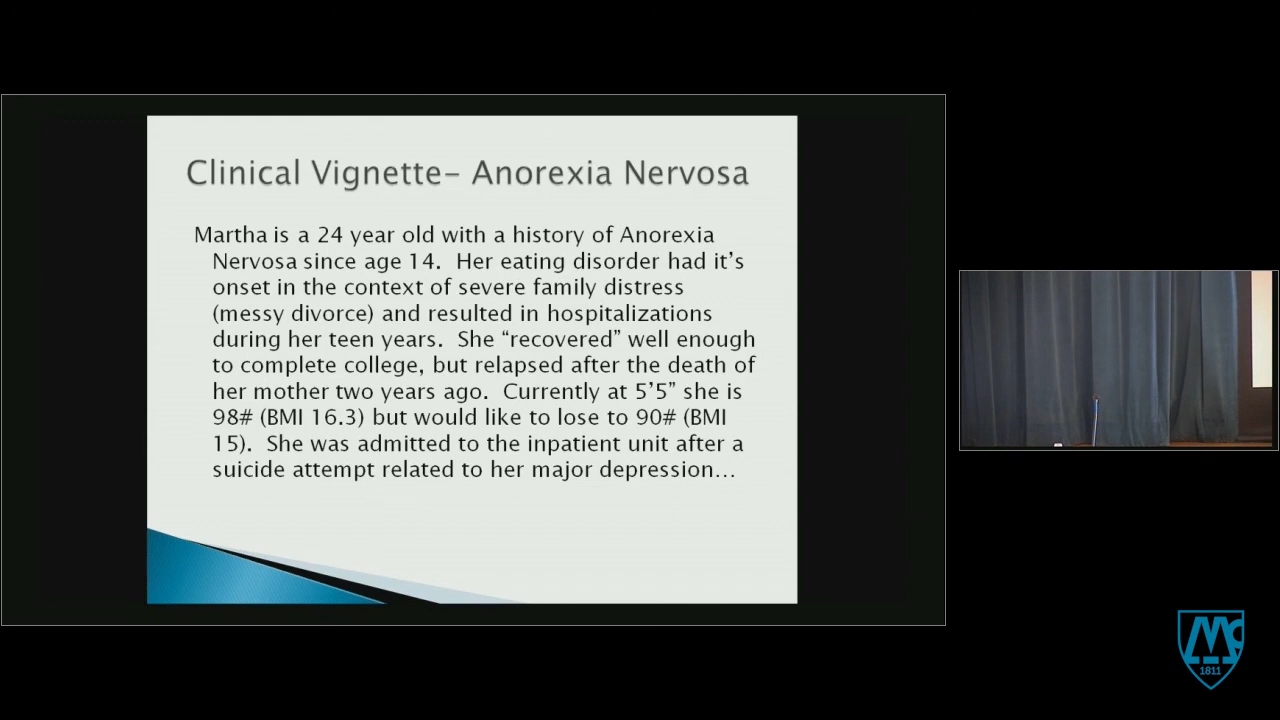 Clinical Vignette– Anorexia Nervosa
Martha is a 24 year old with a history of Anorexia
Nervosa since age 14.  Her eating disorder had it’s
onset in the context of severe family distress
(messy divorce) and resulted in hospitalizations
during her teen years.  She “recovered” well enough
to complete college, but relapsed after the death of
her mother two years ago.  Currently at 5’5” she is
98# (BMI 16.3) but would like to lose to 90# (BMI
15).  She was admitted to the inpatient unit after a
suicide attempt related to her major depression…
Mc
1811